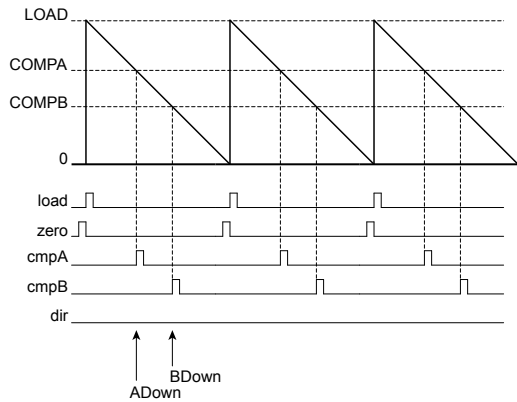 LOAD
COMPA
COMPB
0
load
zero
cmpA
cmpB
dir
BDown
ADown